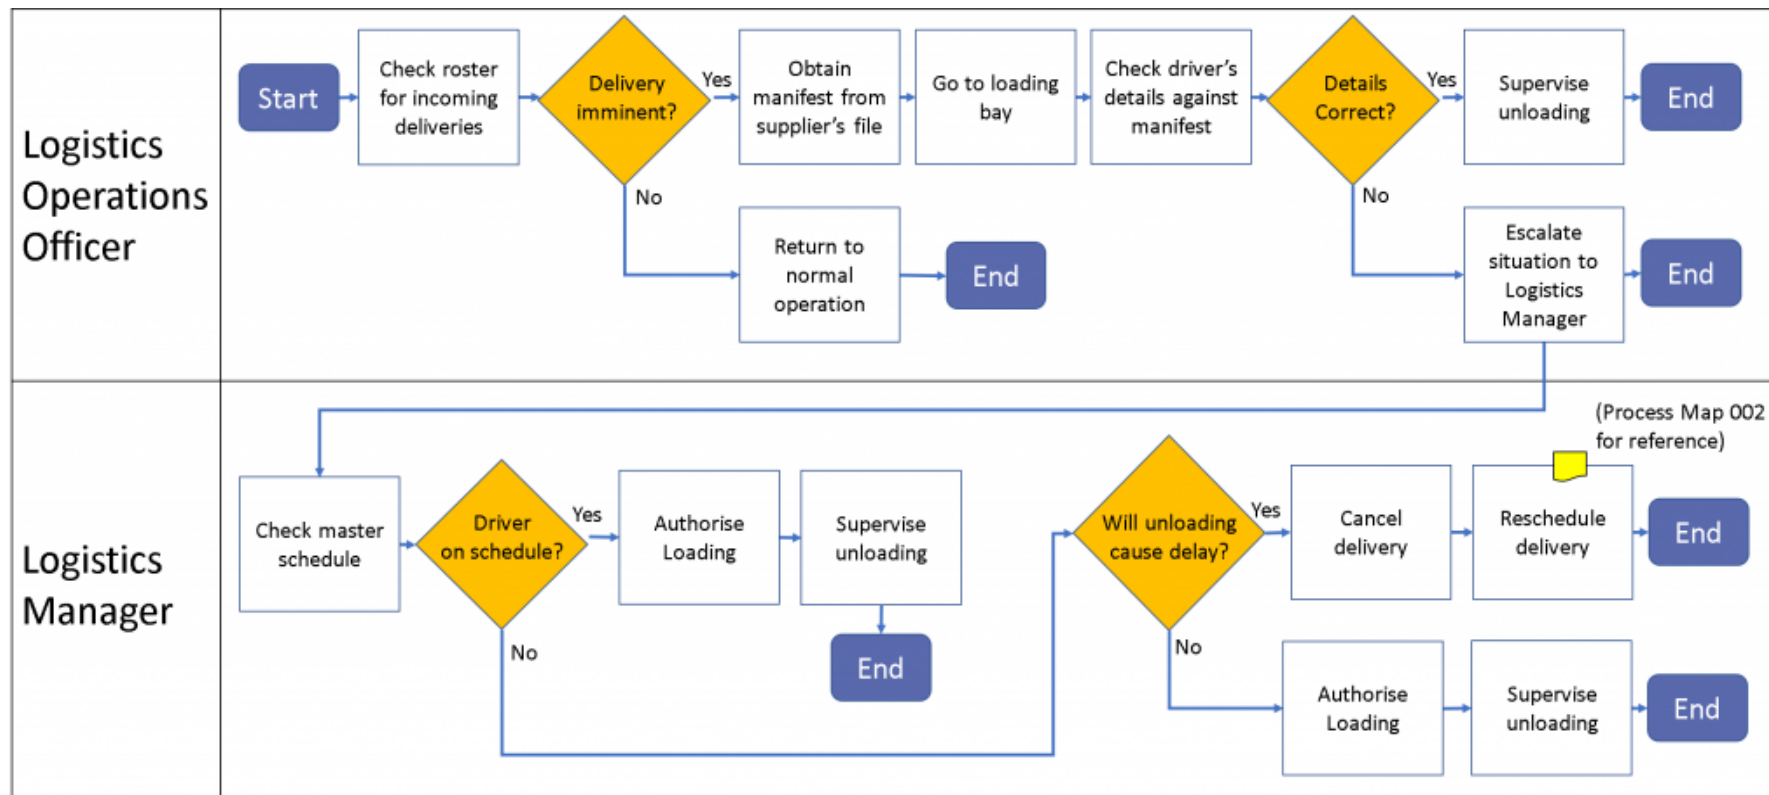 Logistics
Operations
Officer
Start
Check roster
for incoming
deliveries
Delivery
imminent?
Yes
No
Obtain
manifest from
supplier's file
Go to loading
bay
Check driver's
details against
manifest
Details
Correct?
Yes
No
Supervise
unloading
End
Return to
normal
operation
End
Escalate
situation to
Logistics
Manager
End
Logistics
Manager
Check master
schedule
Driver
on schedule?
Yes
No
Authorise
Loading
Supervise
unloading
End
Will unloading
cause delay?
Yes
No
Cancel
delivery
(Process Map 002
for reference)
Reschedule
delivery
End
Authorise
Loading
Supervise
unloading
End